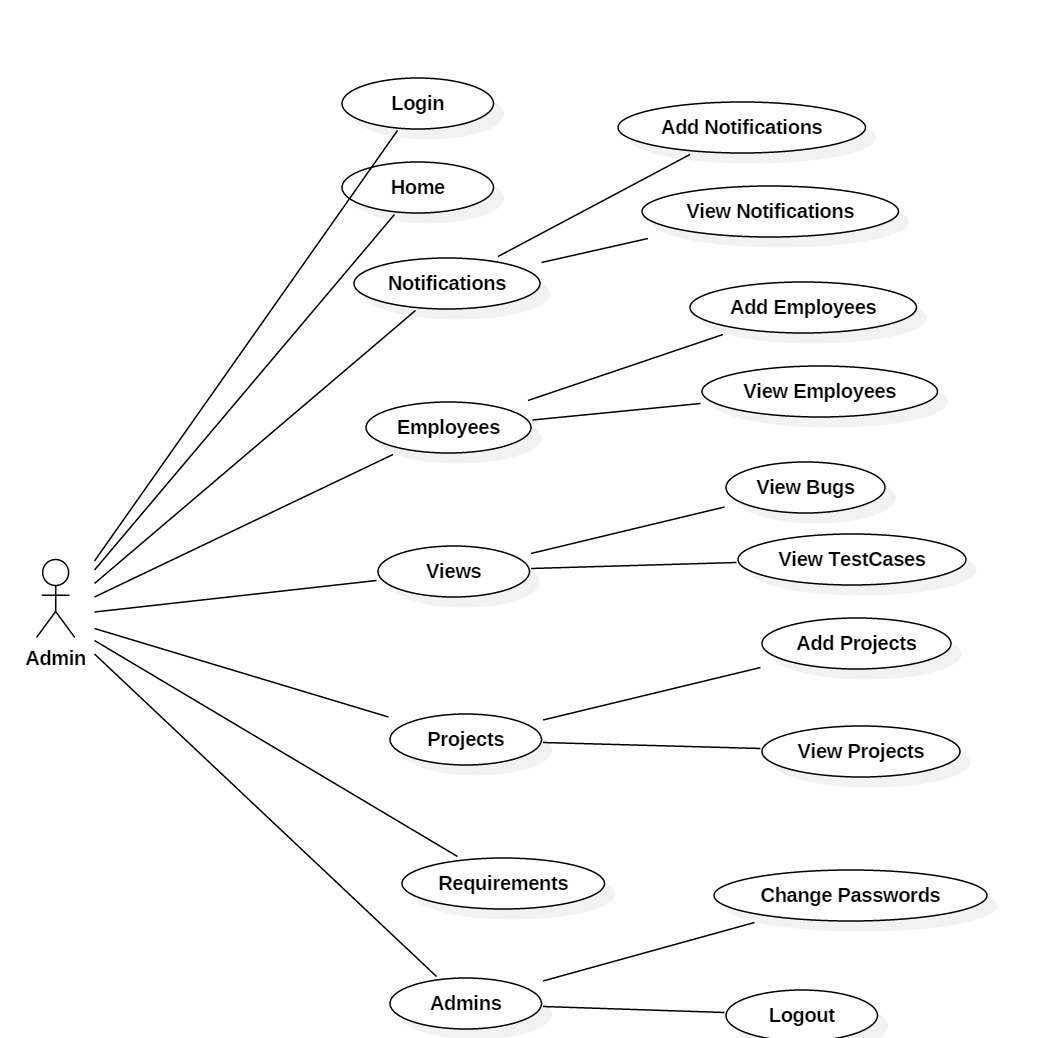 Login
Add Notifications
Home
View Notifications
Notifications
Add Employees
View Employees
Employees
View Bugs
Views
View TestCases
Admin
Add Projects
Projects
View Projects
Requirements
Change Passwords
Admins
Logout